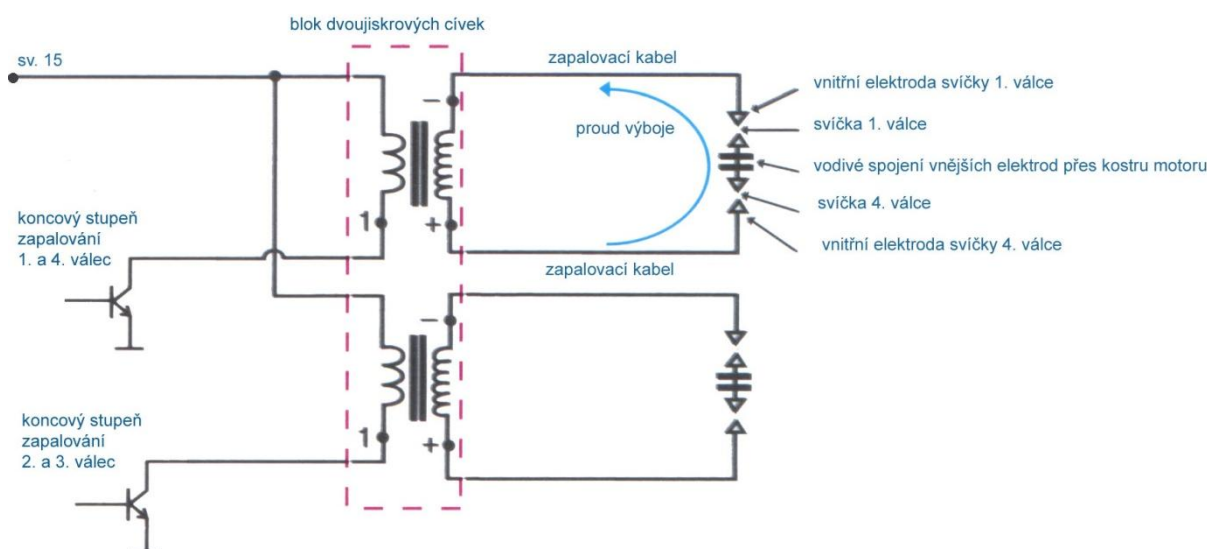 blok dvoujiskrových cívek
sv. 15
zapalovací kabel
vnitřní elektroda svíčky 1. válce
svíčka 1. válce
proud výboje
vodivé spojení vnějších elektrod přes kostru motoru
svíčka 4. válce
vnitřní elektroda svíčky 4. válce
koncový stupeň
zapalování
1. a 4. válec
−
1
+
zapalovací kabel
koncový stupeň
zapalování
2. a 3. válec
−
1
+